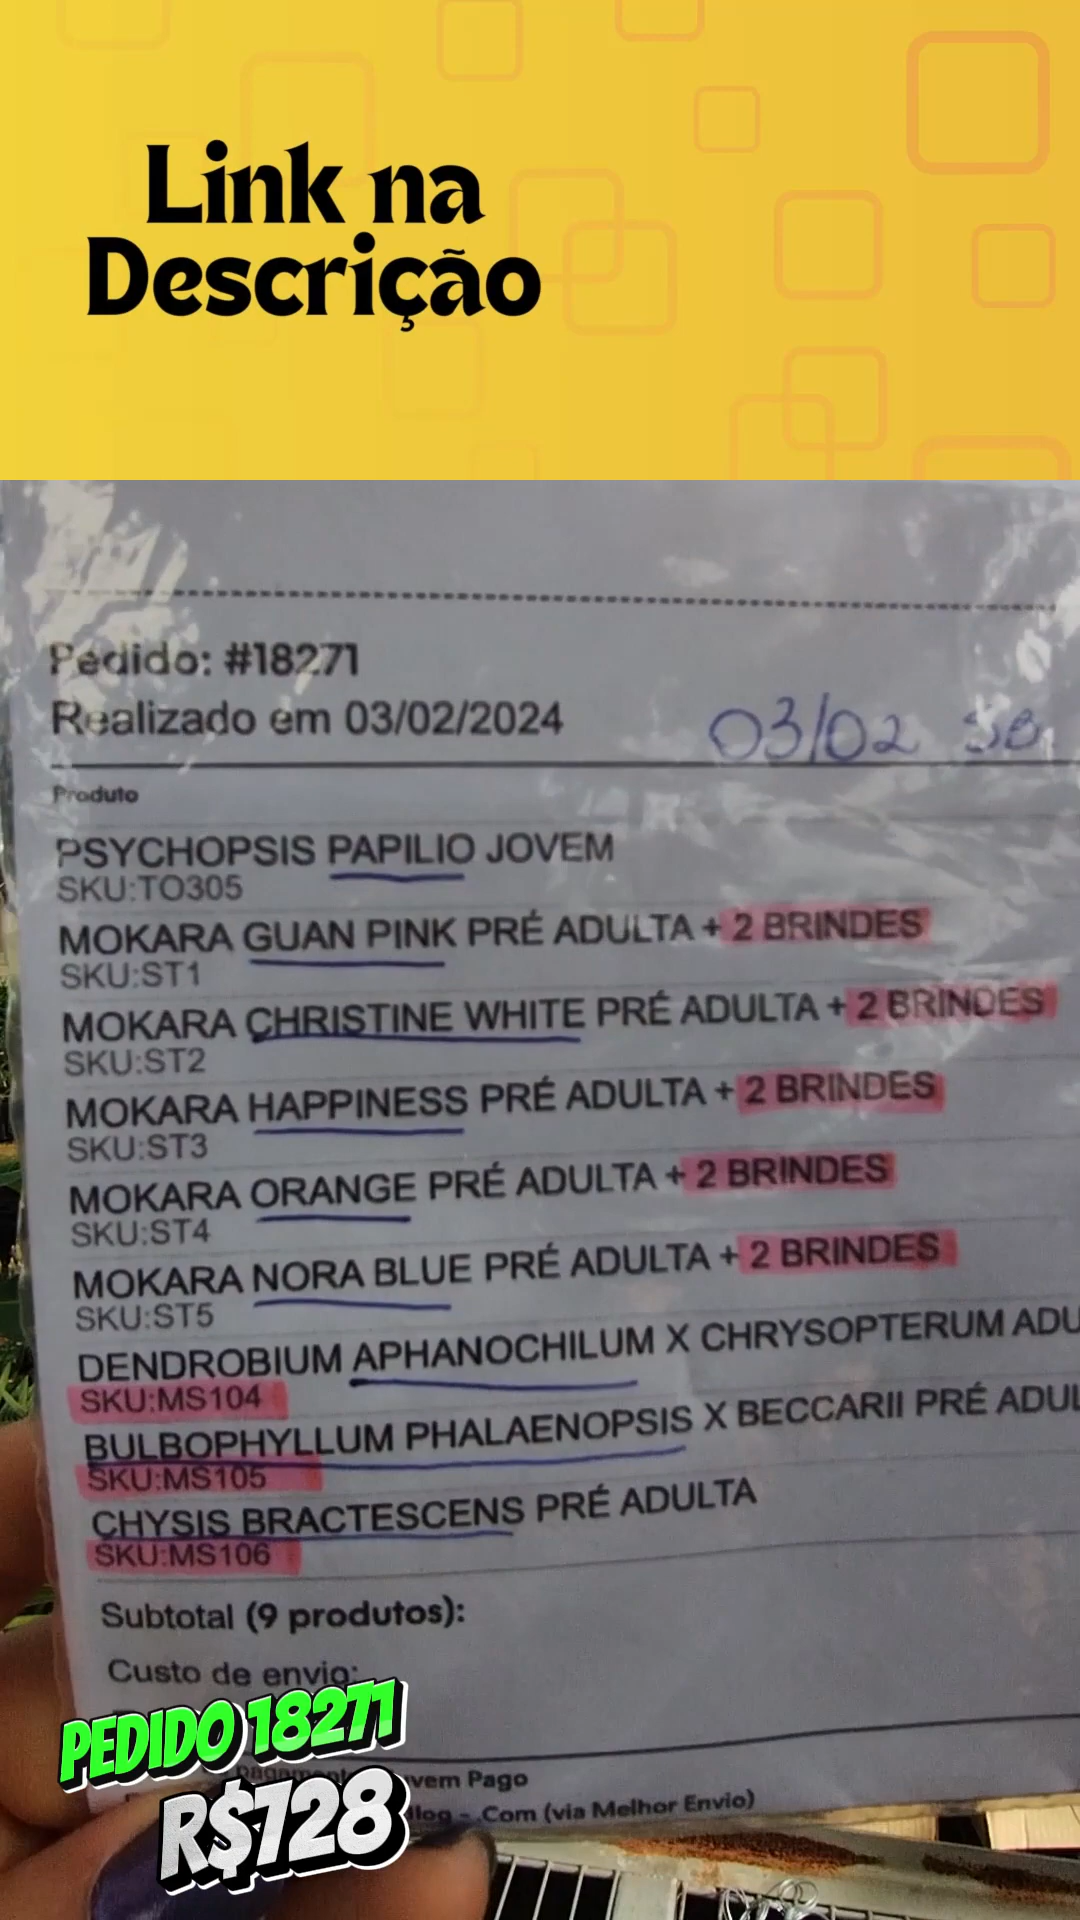 Link na
Descrição
Pedido: #18271
Realizado em 03/02/2024
03/02
Produto
PSYCHOPSIS PAPILIO JOVEM
SKU:TO305
MOKARA GUAN PINK PRÉ ADULTA + 2 BRINDES
SKU:ST1
MOKARA CHRISTINE WHITE PRÉ ADULTA + 2 BRINDES
SKU:ST2
MOKARA HAPPINESS PRÉ ADULTA + 2 BRINDES
SKU:ST3
MOKARA ORANGE PRÉ ADULTA + 2 BRINDES
SKU:ST4
MOKARA NORA BLUE PRÉ ADULTA + 2 BRINDES
SKU:ST5
DENDROBIUM APHANOCHILUM X CHRYSOPTERUM ADU
SKU:MS104
BULBOPHYLLUM PHALAENOPSIS X BECCARII PRÉ ADUL
SKU:MS105
CHYSIS BRACTESCENS PRÉ ADULTA
SKU:MS106
Subtotal (9 produtos):
Custo de envio:
PEDIDO 18271
R$728
vem Pago
log - .Com (via Melhor Envio)